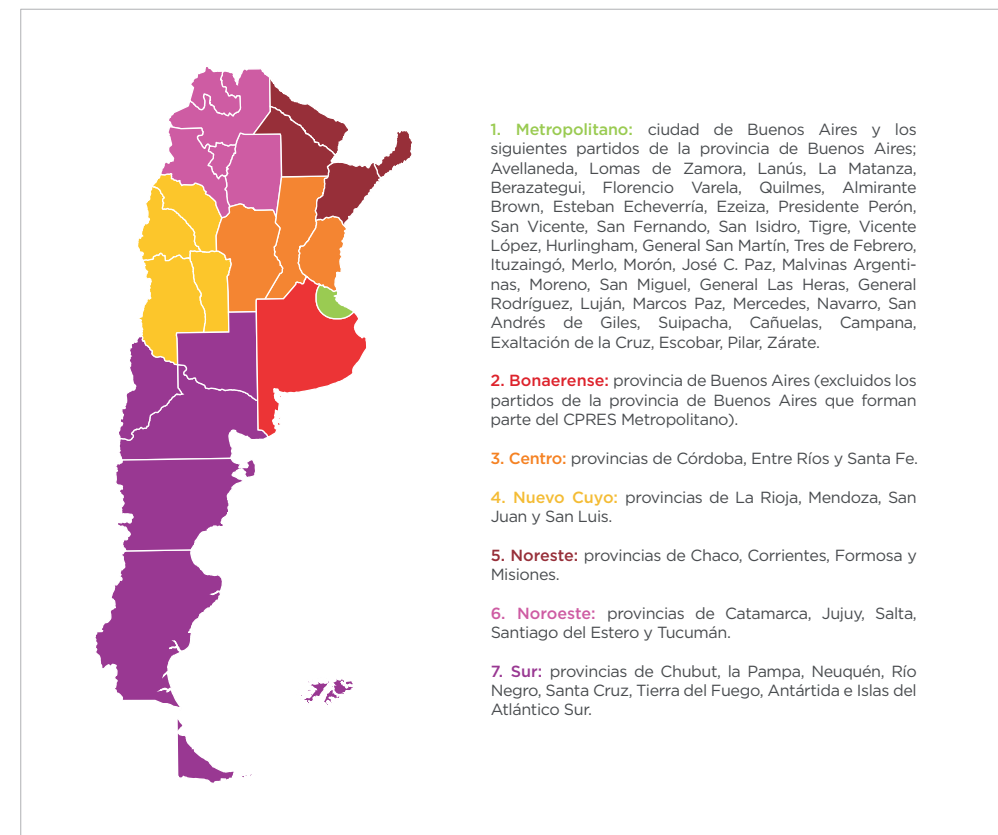 1. Metropolitano: ciudad de Buenos Aires y los
siguientes partidos de la provincia de Buenos Aires;
Avellaneda, Lomas de Zamora, Lanús, La Matanza,
Berazategui, Florencio Varela, Quilmes, Almirante
Brown, Esteban Echeverría, Ezeiza, Presidente Perón,
San Vicente, San Fernando, San Isidro, Tigre, Vicente
López, Hurlingham, General San Martín, Tres de Febrero,
Ituzaingó, Merlo, Morón, José C. Paz, Malvinas Argenti-
nas, Moreno, San Miguel, General Las Heras, General
Rodríguez, Luján, Marcos Paz, Mercedes, Navarro, San
Andrés de Giles, Suipacha, Cañuelas, Campana,
Exaltación de la Cruz, Escobar, Pilar, Zárate.
2. Bonaerense: provincia de Buenos Aires (excluidos los
partidos de la provincia de Buenos Aires que forman
parte del CPRES Metropolitano).
3. Centro: provincias de Córdoba, Entre Ríos y Santa Fe.
4. Nuevo Cuyo: provincias de La Rioja, Mendoza, San
Juan y San Luis.
5. Noreste: provincias de Chaco, Corrientes, Formosa y
Misiones.
6. Noroeste: provincias de Catamarca, Jujuy, Salta,
Santiago del Estero y Tucumán.
7. Sur: provincias de Chubut, la Pampa, Neuquén, Río
Negro, Santa Cruz, Tierra del Fuego, Antártida e Islas del
Atlántico Sur.